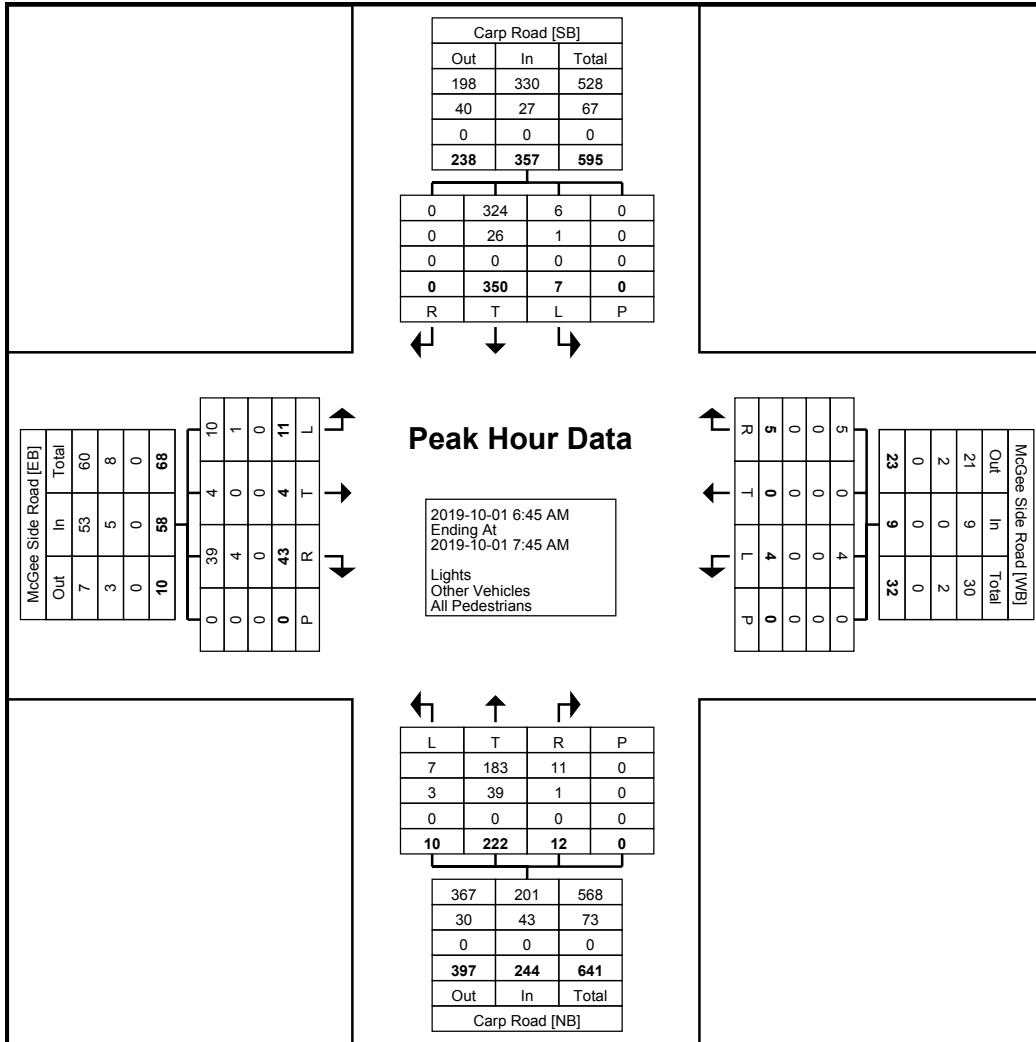 Carp Road [SB]
Out In Total
198 330 528
40 27 67
0 0 0
238 357 595
0 324 6 0
0 26 1 0
0 0 0 0
0 350 7 0
R T L P
McGee Side Road [EB]
Total 60 8 0 68
In 53 5 0 58
Out 7 3 0 10
10 1 0 11 L
4 0 0 4 T
39 4 0 43 R
0 0 0 0 P
Peak Hour Data
2019-10-01 6:45 AM
Ending At
2019-10-01 7:45 AM
Lights
Other Vehicles
All Pedestrians
R 5 0 0 5
T 0 0 0 0
L 4 0 0 4
P 0 0 0 0
23 0 2 21 Out
9 0 0 9 In
32 0 2 30 Total
McGee Side Road [WB]
L T R P
7 183 11 0
3 39 1 0
0 0 0 0
10 222 12 0
367 201 568
30 43 73
0 0 0
397 244 641
Out In Total
Carp Road [NB]